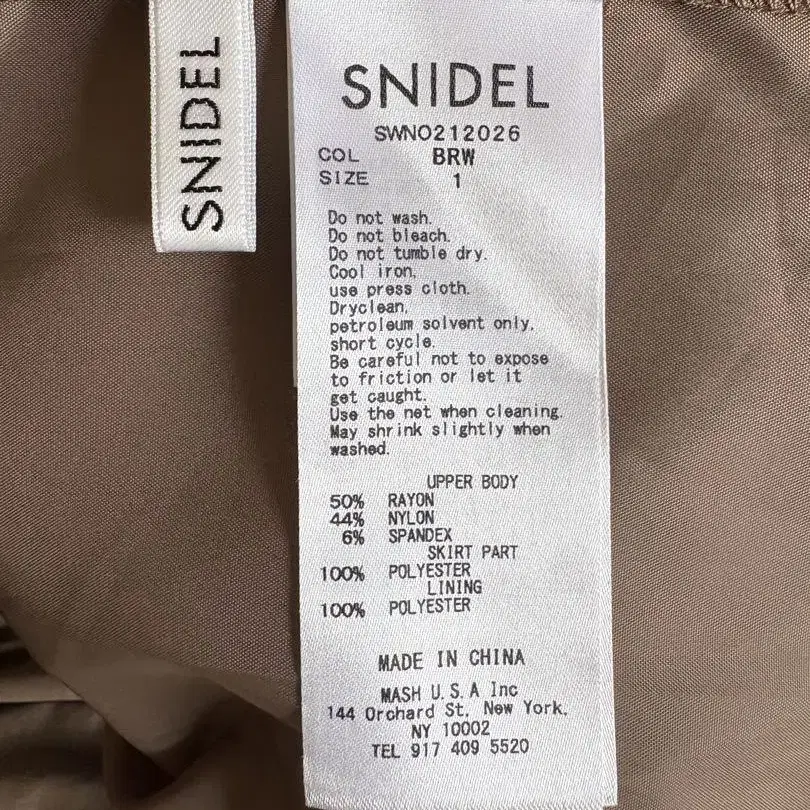 SNIDEL
SNIDEL
SWNO212026
COL BRW
SIZE 1
Do not wash.
Do not bleach.
Do not tumble dry.
Cool iron.
use press cloth.
Dryclean.
petroleum solvent only.
short cycle.
Be careful not to expose
to friction or let it
get caught.
Use the net when cleaning.
May shrink slightly when
washed.
UPPER BODY
50% RAYON
44% NYLON
6% SPANDEX
SKIRT PART
100% POLYESTER
LINING
100% POLYESTER
MADE IN CHINA
MASH U.S.A Inc
144 Orchard St. New York.
NY 10002
TEL 917 409 5520